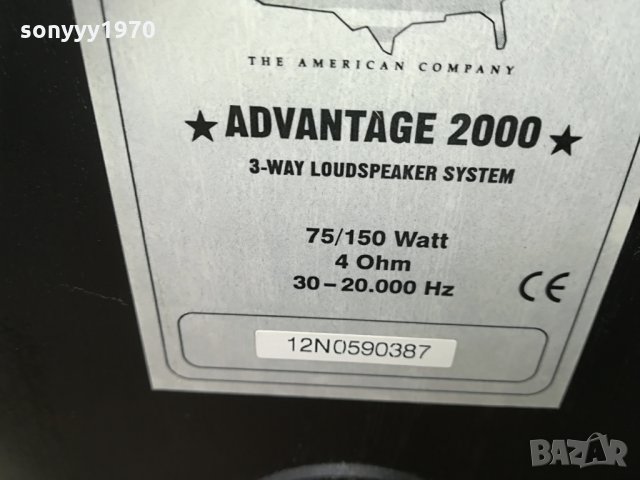 sonyyy1970
THE AMERICAN COMPANY
★ ADVANTAGE 2000 ★
3-WAY LOUDSPEAKER SYSTEM
75/150 Watt
4 Ohm
30–20.000 Hz
CE
12N0590387
BAZAR